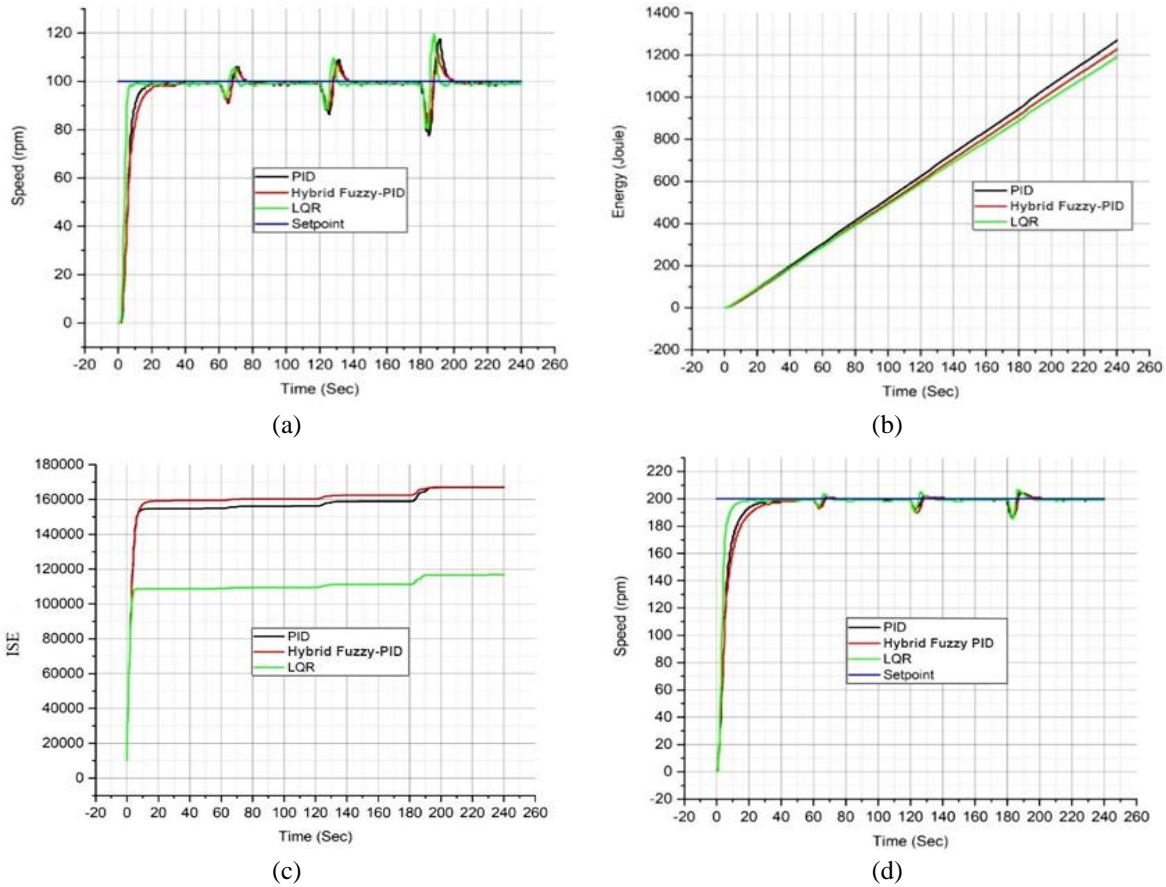 120
100
80
60
40
20
0
Speed (rpm)
PID
Hybrid Fuzzy-PID
LQR
Setpoint
-20 0 20 40 60 80 100 120 140 160 180 200 220 240 260
Time (Sec)
(a)
1400
1200
1000
800
600
400
200
0
-200
Energy (Joule)
PID
Hybrid Fuzzy-PID
LQR
-20 0 20 40 60 80 100 120 140 160 180 200 220 240 260
Time (Sec)
(b)
180000
160000
140000
120000
100000
80000
60000
40000
20000
0
ISE
PID
Hybrid Fuzzy-PID
LQR
-20 0 20 40 60 80 100 120 140 160 180 200 220 240 260
Time (Sec)
(c)
220
200
180
160
140
120
100
80
60
40
20
0
-20
Speed (rpm)
PID
Hybrid Fuzzy PID
LQR
Setpoint
-20 0 20 40 60 80 100 120 140 160 180 200 220 240 260
Time (Sec)
(d)